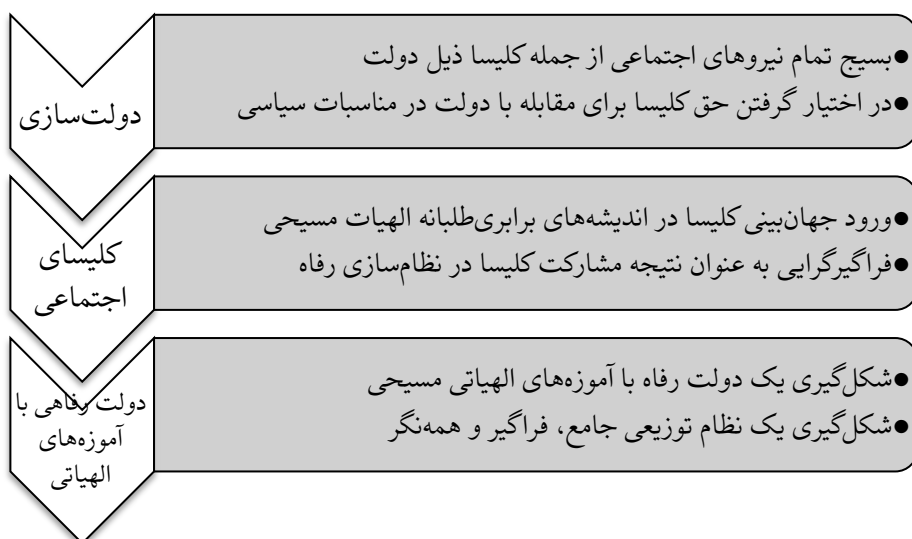 دولت‌سازی
●بسیج تمام نیروهای اجتماعی از جمله کلیسا ذیل دولت
●در اختیار گرفتن حق کلیسا برای مقابله با دولت در مناسبات سیاسی
کلیسای
اجتماعی
●ورود جهان‌بینی کلیسا در اندیشه‌های برابری‌طلبانه الهیات مسیحی
●فراگیرگرایی به عنوان نتیجه مشارکت کلیسا در نظام‌سازی رفاه
دولت رفاهی با
آموزه‌های
الهیاتی
●شکل‌گیری یک دولت رفاه با آموزه‌های الهیاتی مسیحی
●شکل‌گیری یک نظام توزیعی جامع، فراگیر و همه‌نگر